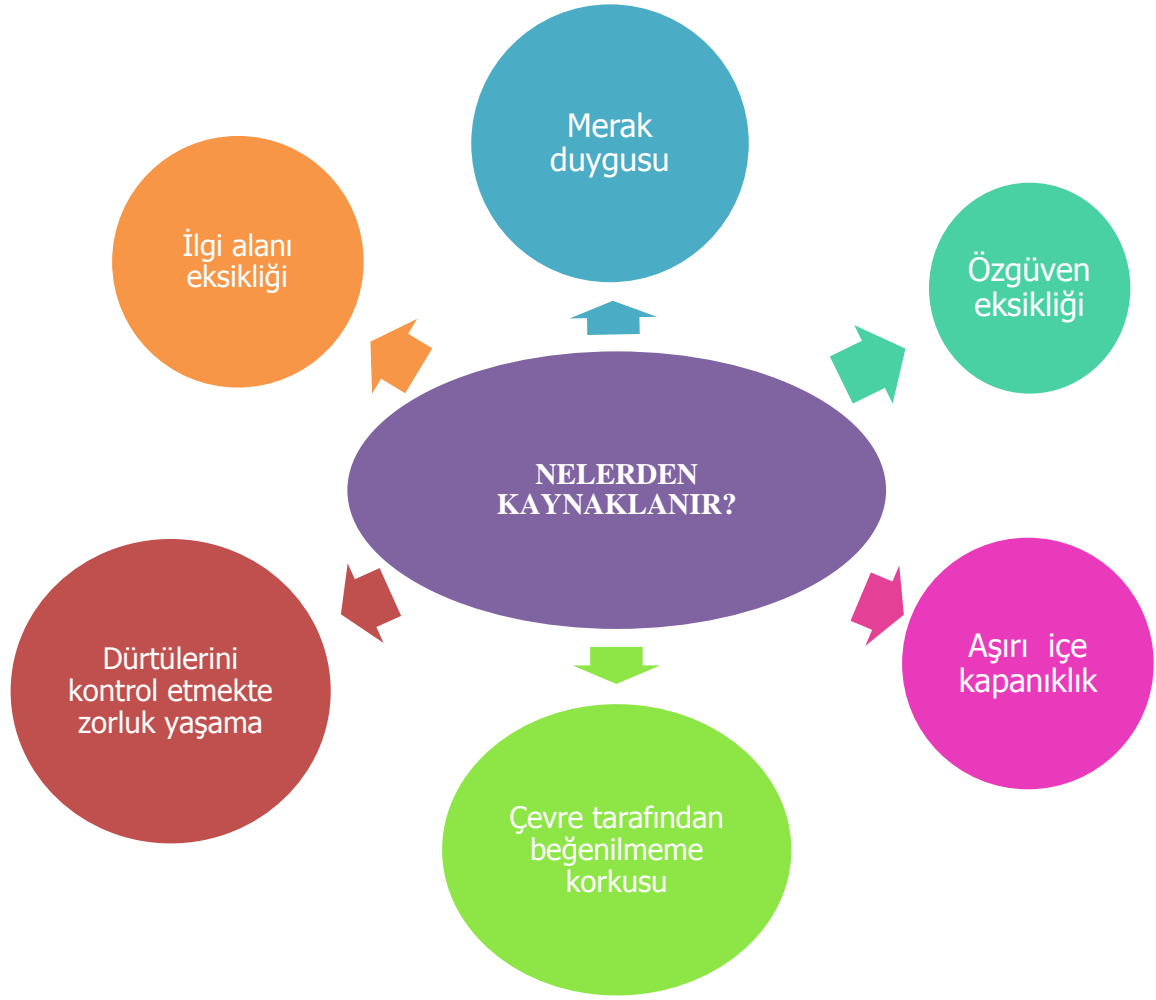 Merak
duygusu
İlgi alanı
eksikliği
Özgüven
eksikliği
NELERDEN
KAYNAKLANIR?
Dürtülerini
kontrol etmekte
zorluk yaşama
Aşırı  içe
kapanıklık
Çevre tarafından
beğenilmeme
korkusu